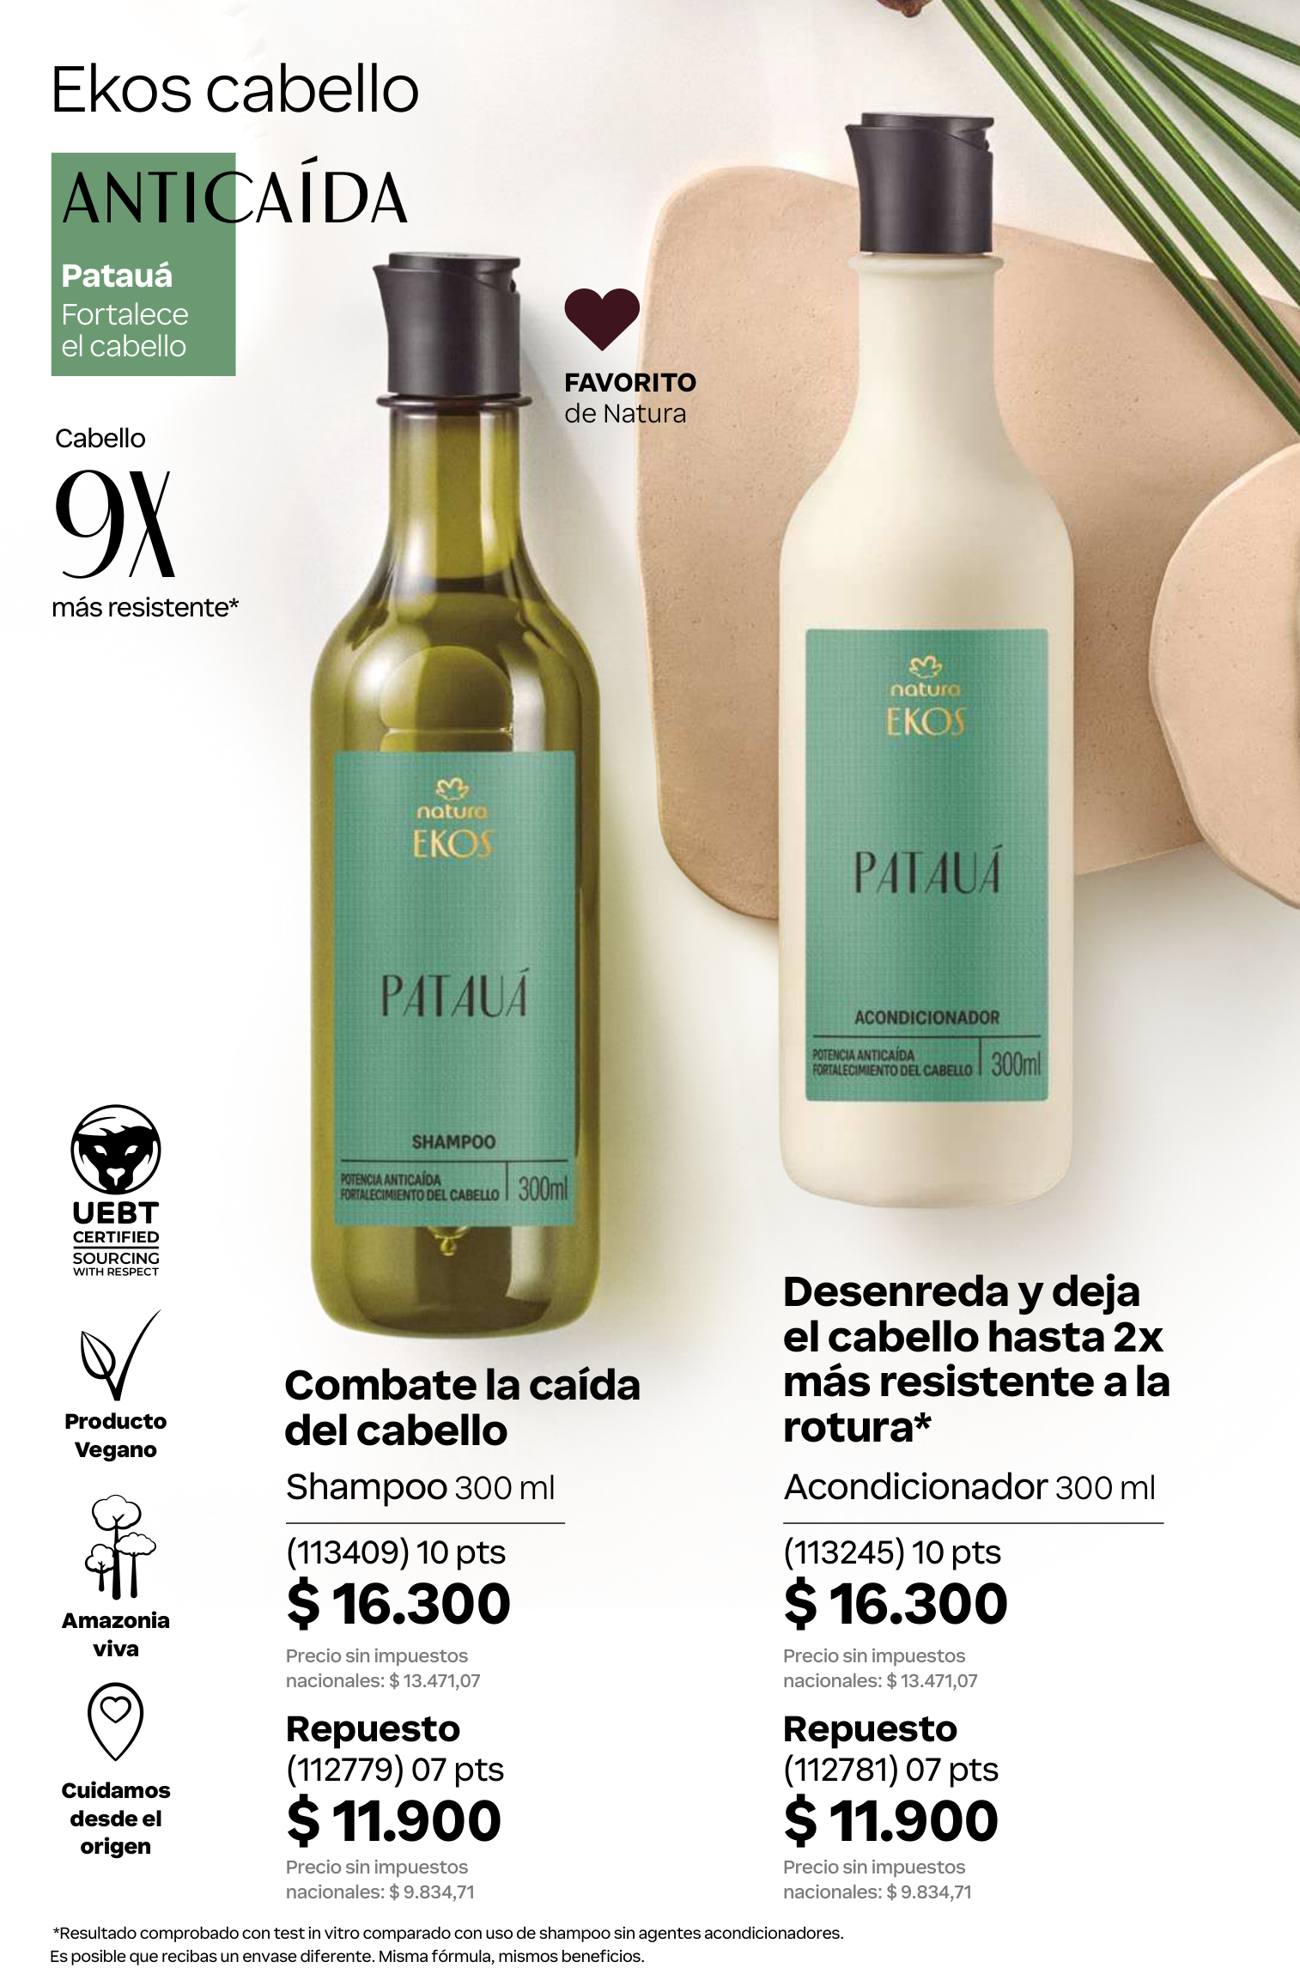 Ekos cabello
ANTICAÍDA
Patauá
Fortalece
el cabello
Cabello
9X
más resistente*
FAVORITO
de Natura
natura
EKOS
PATAUÁ
SHAMPOO
POTENCIA ANTICAÍDA
FORTALECIMIENTO DEL CABELLO
300ml
natura
EKOS
PATAUÁ
ACONDICIONADOR
POTENCIA ANTICAÍDA
FORTALECIMIENTO DEL CABELLO
300ml
UEBT
CERTIFIED
SOURCING
WITH RESPECT
Producto
Vegano
Amazonia
viva
Cuidamos
desde el
origen
Combate la caída
del cabello
Shampoo 300 ml
(113409) 10 pts
$ 16.300
Precio sin impuestos
nacionales: $ 13.471,07
Repuesto
(112779) 07 pts
$ 11.900
Precio sin impuestos
nacionales: $ 9.834,71
Desenreda y deja
el cabello hasta 2x
más resistente a la
rotura*
Acondicionador 300 ml
(113245) 10 pts
$ 16.300
Precio sin impuestos
nacionales: $ 13.471,07
Repuesto
(112781) 07 pts
$ 11.900
Precio sin impuestos
nacionales: $ 9.834,71
*Resultado comprobado con test in vitro comparado con uso de shampoo sin agentes acondicionadores.
Es posible que recibas un envase diferente. Misma fórmula, mismos beneficios.